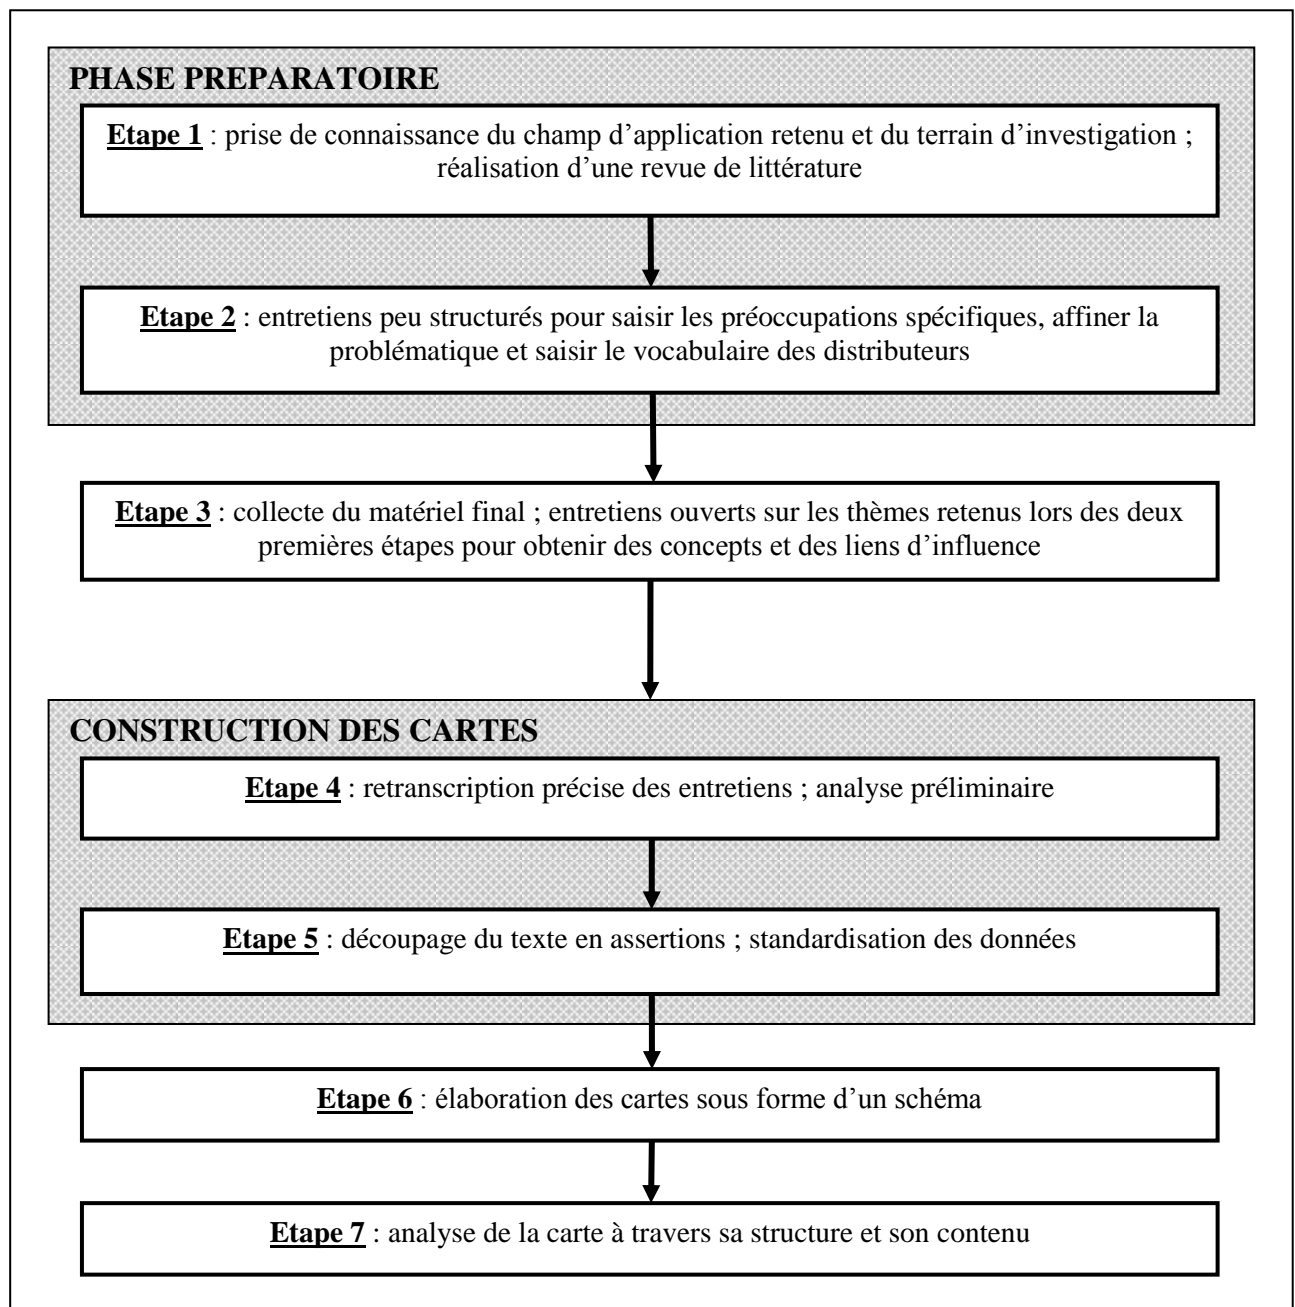 PHASE PREPARATOIRE
Etape 1 : prise de connaissance du champ d’application retenu et du terrain d’investigation ;
réalisation d’une revue de littérature
Etape 2 : entretiens peu structurés pour saisir les préoccupations spécifiques, affiner la
problématique et saisir le vocabulaire des distributeurs
Etape 3 : collecte du matériel final ; entretiens ouverts sur les thèmes retenus lors des deux
premières étapes pour obtenir des concepts et des liens d’influence
CONSTRUCTION DES CARTES
Etape 4 : retranscription précise des entretiens ; analyse préliminaire
Etape 5 : découpage du texte en assertions ; standardisation des données
Etape 6 : élaboration des cartes sous forme d’un schéma
Etape 7 : analyse de la carte à travers sa structure et son contenu